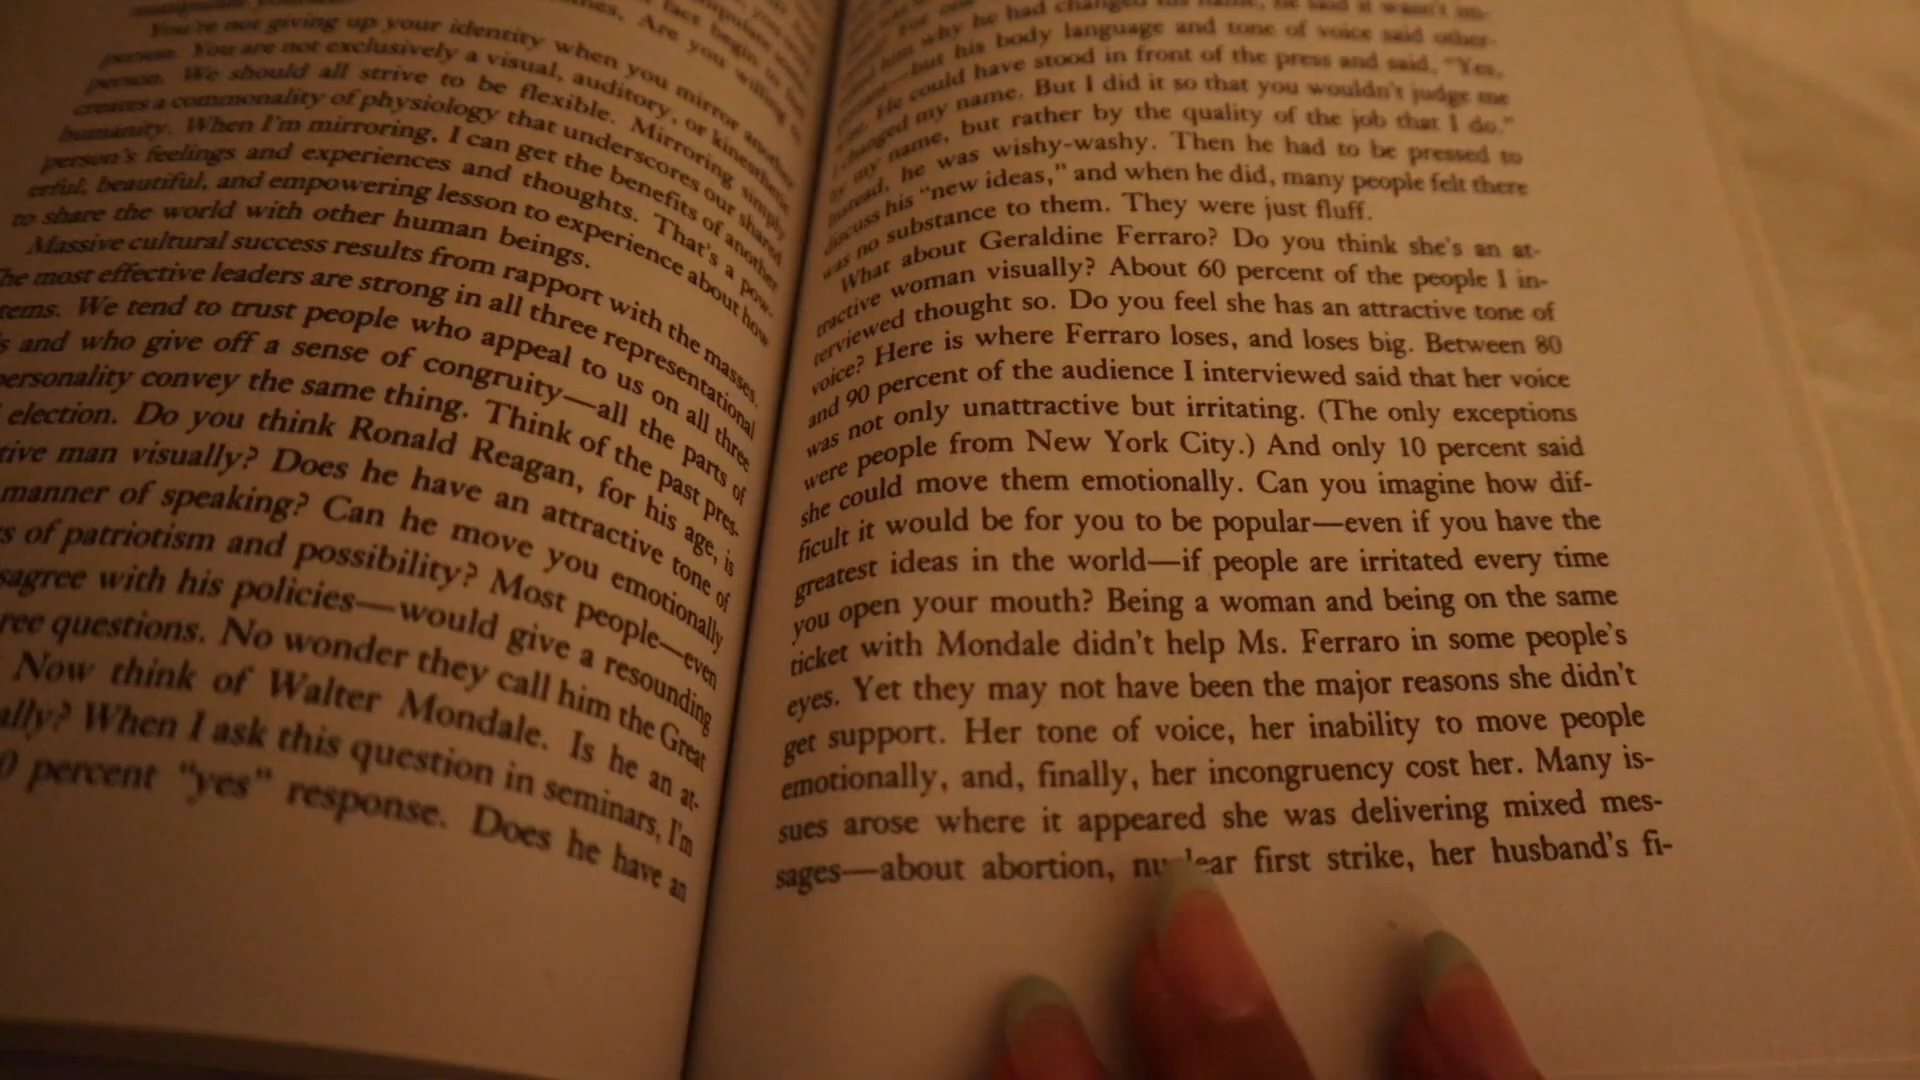 You're not giving up your identity when you mirror another
person. You are not exclusively a visual, auditory, or kinesthetic
person. We should all strive to be flexible. Mirroring simply
creates a commonality of physiology that underscores our shared
humanity. When I'm mirroring, I can get the benefits of another
person's feelings and experiences and thoughts. That's a pow-
erful, beautiful, and empowering lesson to experience about how
to share the world with other human beings.
Massive cultural success results from rapport with the masses.
The most effective leaders are strong in all three representational
tems. We tend to trust people who appeal to us on all three
s and who give off a sense of congruity—all the parts of
personality convey the same thing. Think of the past pres-
election. Do you think Ronald Reagan, for his age, is
tive man visually? Does he have an attractive tone of
manner of speaking? Can he move you emotionally
s of patriotism and possibility? Most people—even
sagree with his policies—would give a resounding
ree questions. No wonder they call him the Great
Now think of Walter Mondale. Is he an at-
ally? When I ask this question in seminars, I'm
0 percent "yes" response. Does he have an
him why he had changed his name, he said it wasn't im-
but his body language and tone of voice said other-
He could have stood in front of the press and said, "Yes,
I changed my name. But I did it so that you wouldn't judge me
by my name, but rather by the quality of the job that I do."
Instead, he was wishy-washy. Then he had to be pressed to
discuss his "new ideas," and when he did, many people felt there
was no substance to them. They were just fluff.
What about Geraldine Ferraro? Do you think she's an at-
tractive woman visually? About 60 percent of the people I in-
terviewed thought so. Do you feel she has an attractive tone of
voice? Here is where Ferraro loses, and loses big. Between 80
and 90 percent of the audience I interviewed said that her voice
was not only unattractive but irritating. (The only exceptions
were people from New York City.) And only 10 percent said
she could move them emotionally. Can you imagine how dif-
ficult it would be for you to be popular—even if you have the
greatest ideas in the world—if people are irritated every time
you open your mouth? Being a woman and being on the same
ticket with Mondale didn't help Ms. Ferraro in some people's
eyes. Yet they may not have been the major reasons she didn't
get support. Her tone of voice, her inability to move people
emotionally, and, finally, her incongruency cost her. Many is-
sues arose where it appeared she was delivering mixed mes-
sages—about abortion, nuclear first strike, her husband's fi-